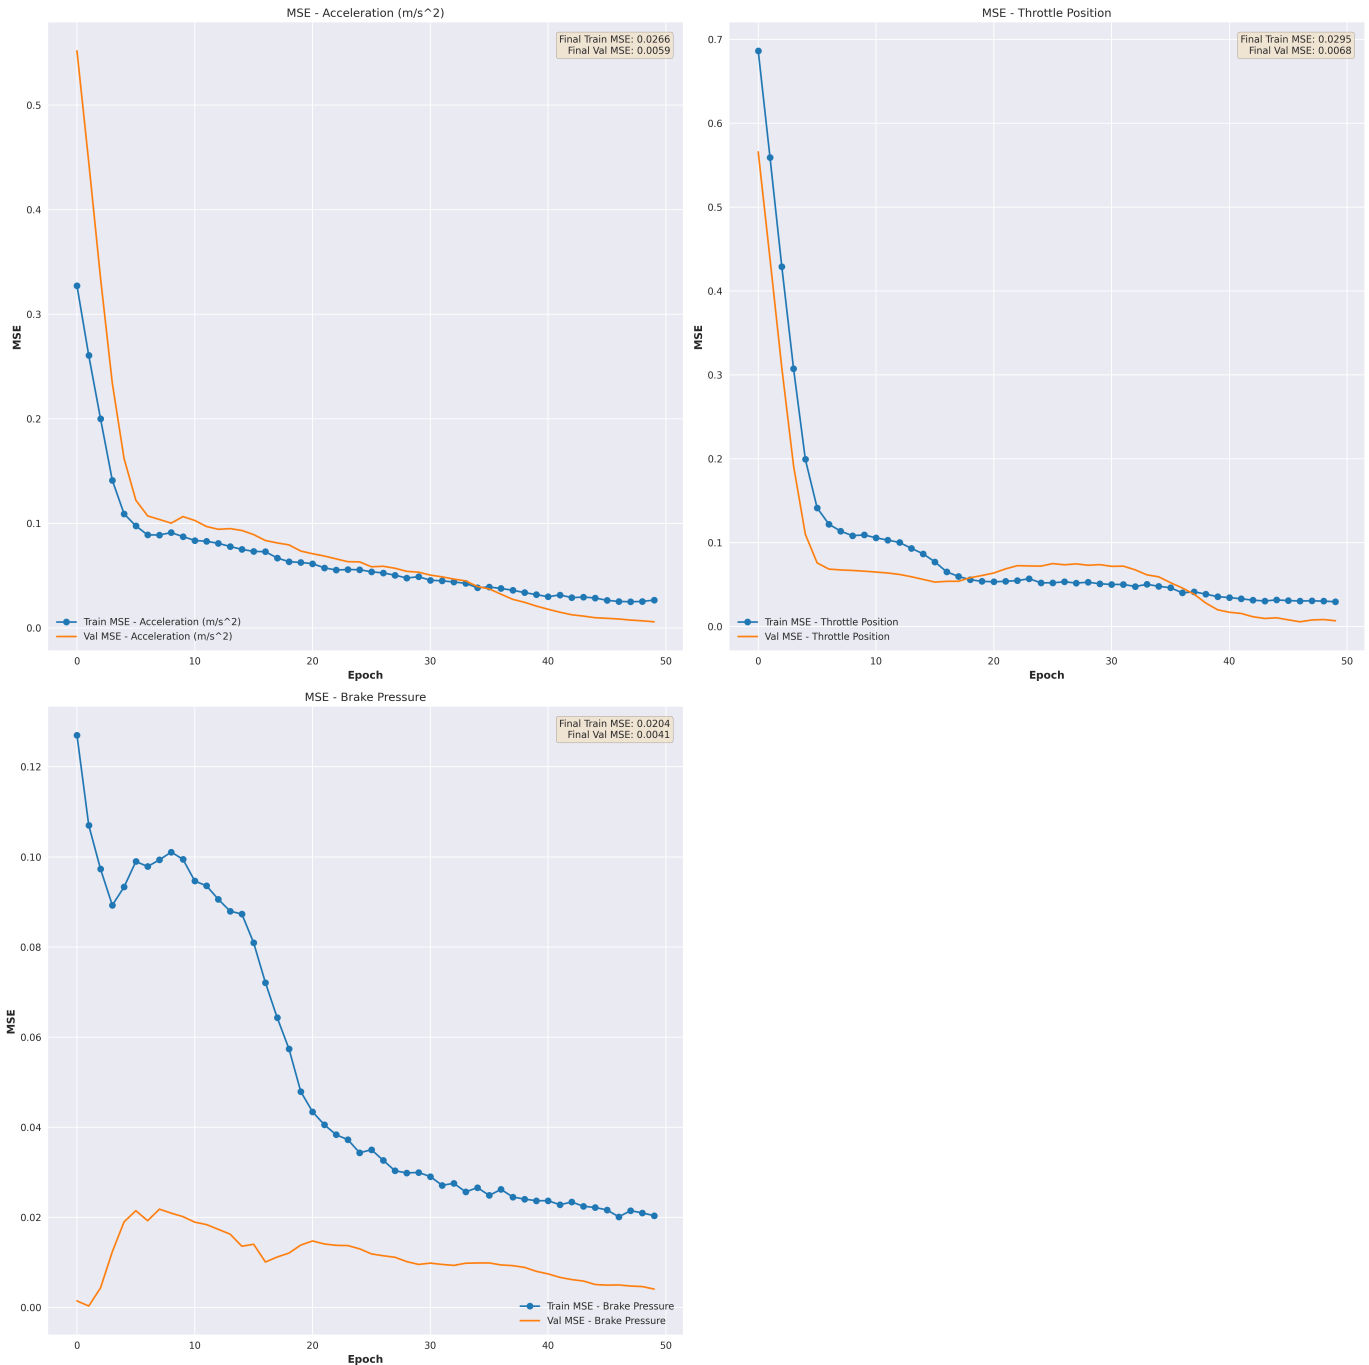 MSE - Acceleration (m/s^2)
Final Train MSE: 0.0266
Final Val MSE: 0.0059
MSE
0.5
0.4
0.3
0.2
0.1
0.0
Train MSE - Acceleration (m/s^2)
Val MSE - Acceleration (m/s^2)
0 10 20 30 40 50
Epoch
MSE - Throttle Position
Final Train MSE: 0.0295
Final Val MSE: 0.0068
MSE
0.7
0.6
0.5
0.4
0.3
0.2
0.1
0.0
Train MSE - Throttle Position
Val MSE - Throttle Position
0 10 20 30 40 50
Epoch
MSE - Brake Pressure
Final Train MSE: 0.0204
Final Val MSE: 0.0041
MSE
0.12
0.10
0.08
0.06
0.04
0.02
0.00
Train MSE - Brake Pressure
Val MSE - Brake Pressure
0 10 20 30 40 50
Epoch